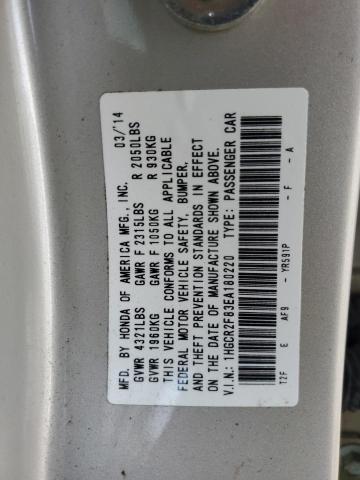 MFD. BY HONDA OF AMERICA MFG., INC. 03/'14
GVWR 4321LBS GAWR F 2315LBS R 2050LBS
GVWR 1960KG GAWR F 1050KG R 930KG
THIS VEHICLE CONFORMS TO ALL APPLICABLE
FEDERAL MOTOR VEHICLE SAFETY, BUMPER,
AND THEFT PREVENTION STANDARDS IN EFFECT
ON THE DATE OF MANUFACTURE SHOWN ABOVE.
V.I.N.: 1HGCR2F83EA180220 TYPE: PASSENGER CAR
T2F E AF9 - YR591P - F - A